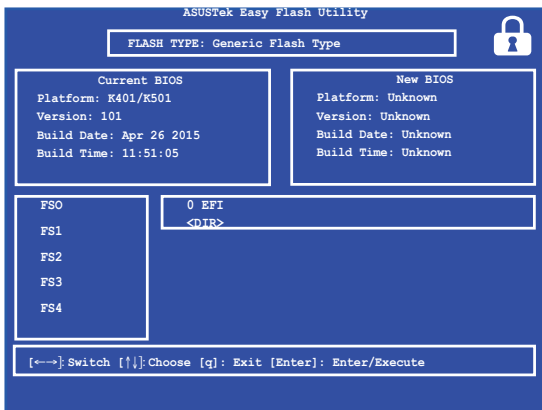 ASUSTek Easy Flash Utility
FLASH TYPE: Generic Flash Type
Current BIOS
Platform: K401/K501
Version: 101
Build Date: Apr 26 2015
Build Time: 11:51:05
New BIOS
Platform: Unknown
Version: Unknown
Build Date: Unknown
Build Time: Unknown
FSO
FS1
FS2
FS3
FS4
0 EFI
<DIR>
[←→]: Switch [↑↓]: Choose [q]: Exit [Enter]: Enter/Execute